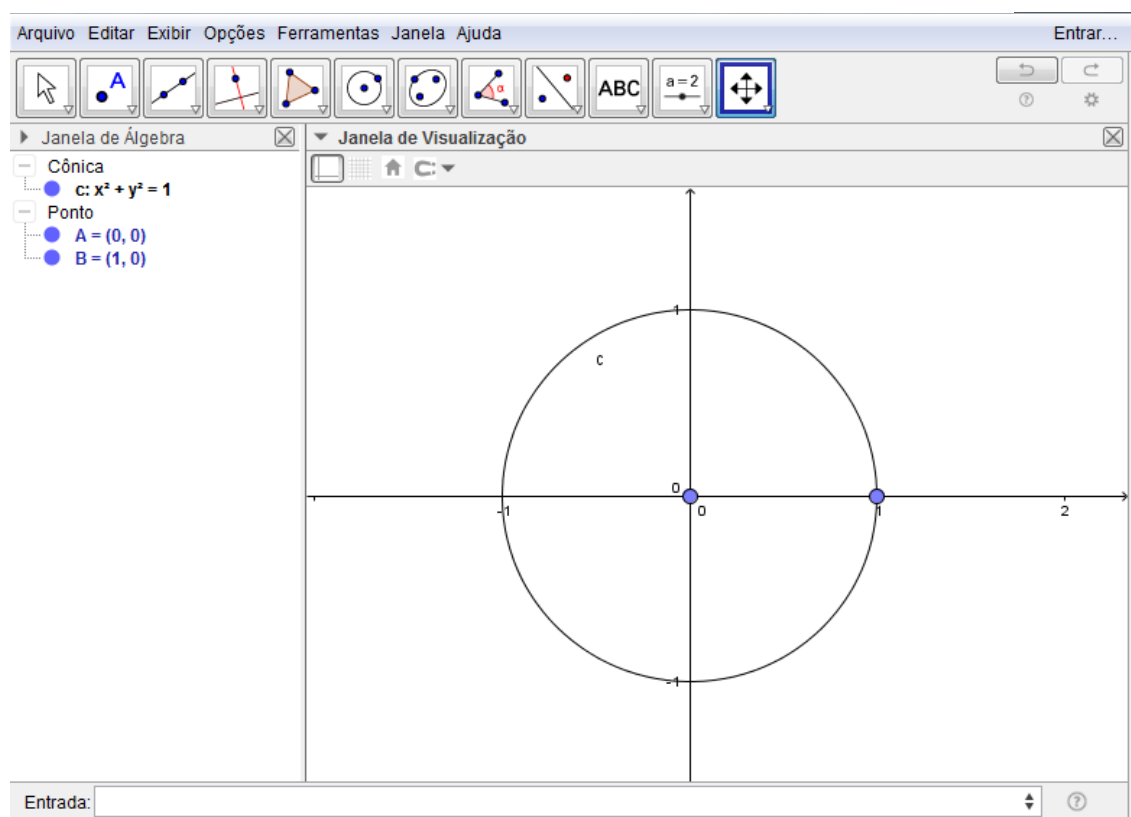 Arquivo Editar Exibir Opções Ferramentas Janela Ajuda Entrar...
A α ABC a=2
Janela de Álgebra
Janela de Visualização
Cônica
c: x² + y² = 1
Ponto
A = (0, 0)
B = (1, 0)
1
c
0
-1 0 1 2
-1
Entrada: